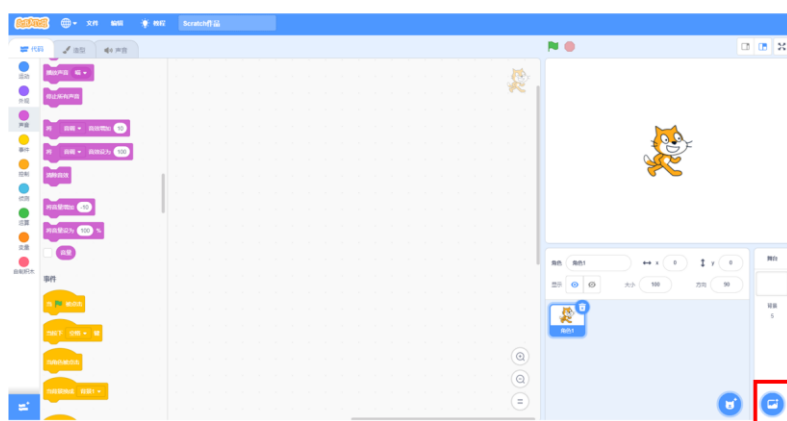 SCRATCH 文件 编辑 教程 Scratch作品
代码 造型 声音
运动
外观
声音
事件
控制
侦测
运算
变量
自制积木
播放声音 喵
停止所有声音
将 音调 音效增加 10
将 音调 音效设为 100
清除音效
将音量增加 -10
将音量设为 100 %
音量
事件
当 被点击
当按下 空格 键
当角色被点击
当背景换成 背景1
角色 角色1 x 0 y 0
显示 大小 100 方向 90
角色1
舞台
背景